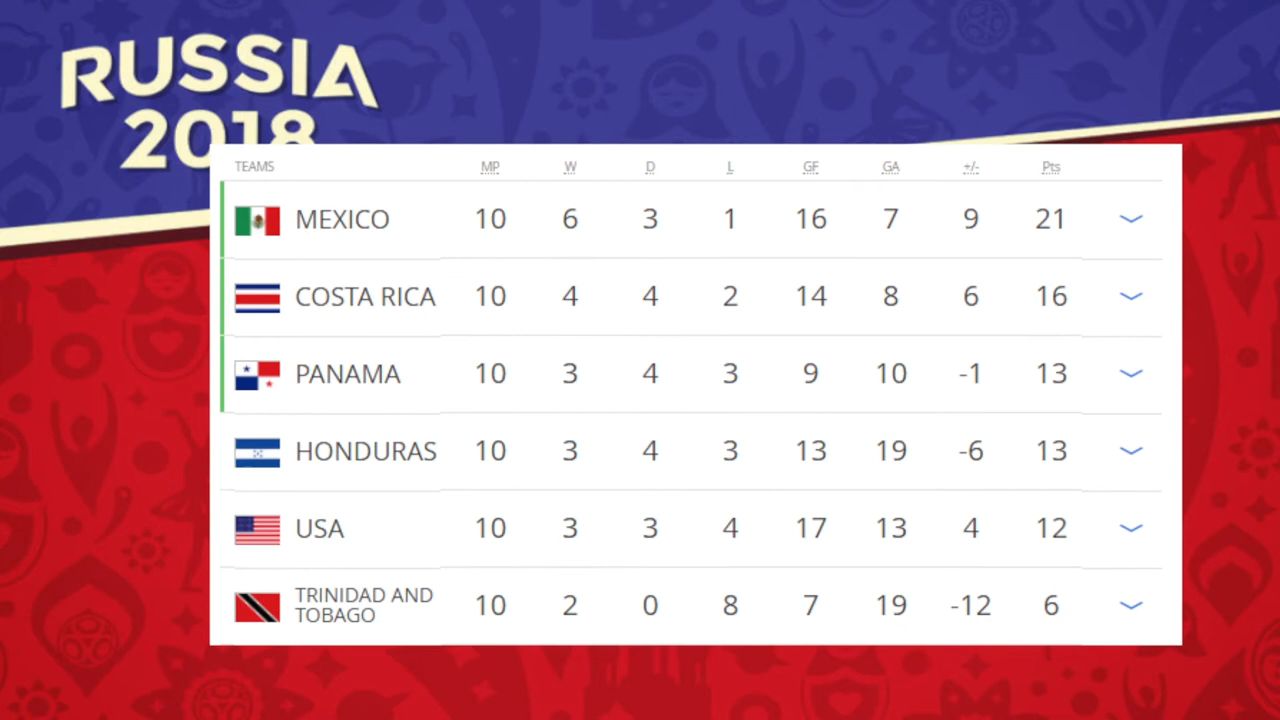 RUSSIA
2018
TEAMS MP W D L GF GA +/- Pts
MEXICO 10 6 3 1 16 7 9 21
COSTA RICA 10 4 4 2 14 8 6 16
PANAMA 10 3 4 3 9 10 -1 13
HONDURAS 10 3 4 3 13 19 -6 13
USA 10 3 3 4 17 13 4 12
TRINIDAD AND
TOBAGO 10 2 0 8 7 19 -12 6